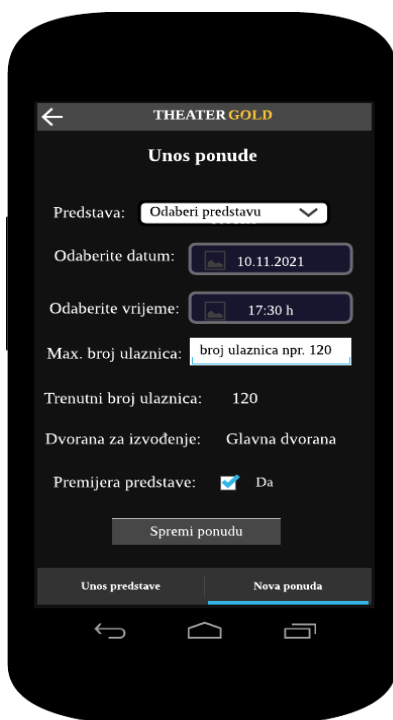 THEATER GOLD
Unos ponude
Predstava: Odaberi predstavu
Odaberite datum: 10.11.2021
Odaberite vrijeme: 17:30 h
Max. broj ulaznica: broj ulaznica npr. 120
Trenutni broj ulaznica: 120
Dvorana za izvođenje: Glavna dvorana
Premijera predstave: Da
Spremi ponudu
Unos predstave Nova ponuda